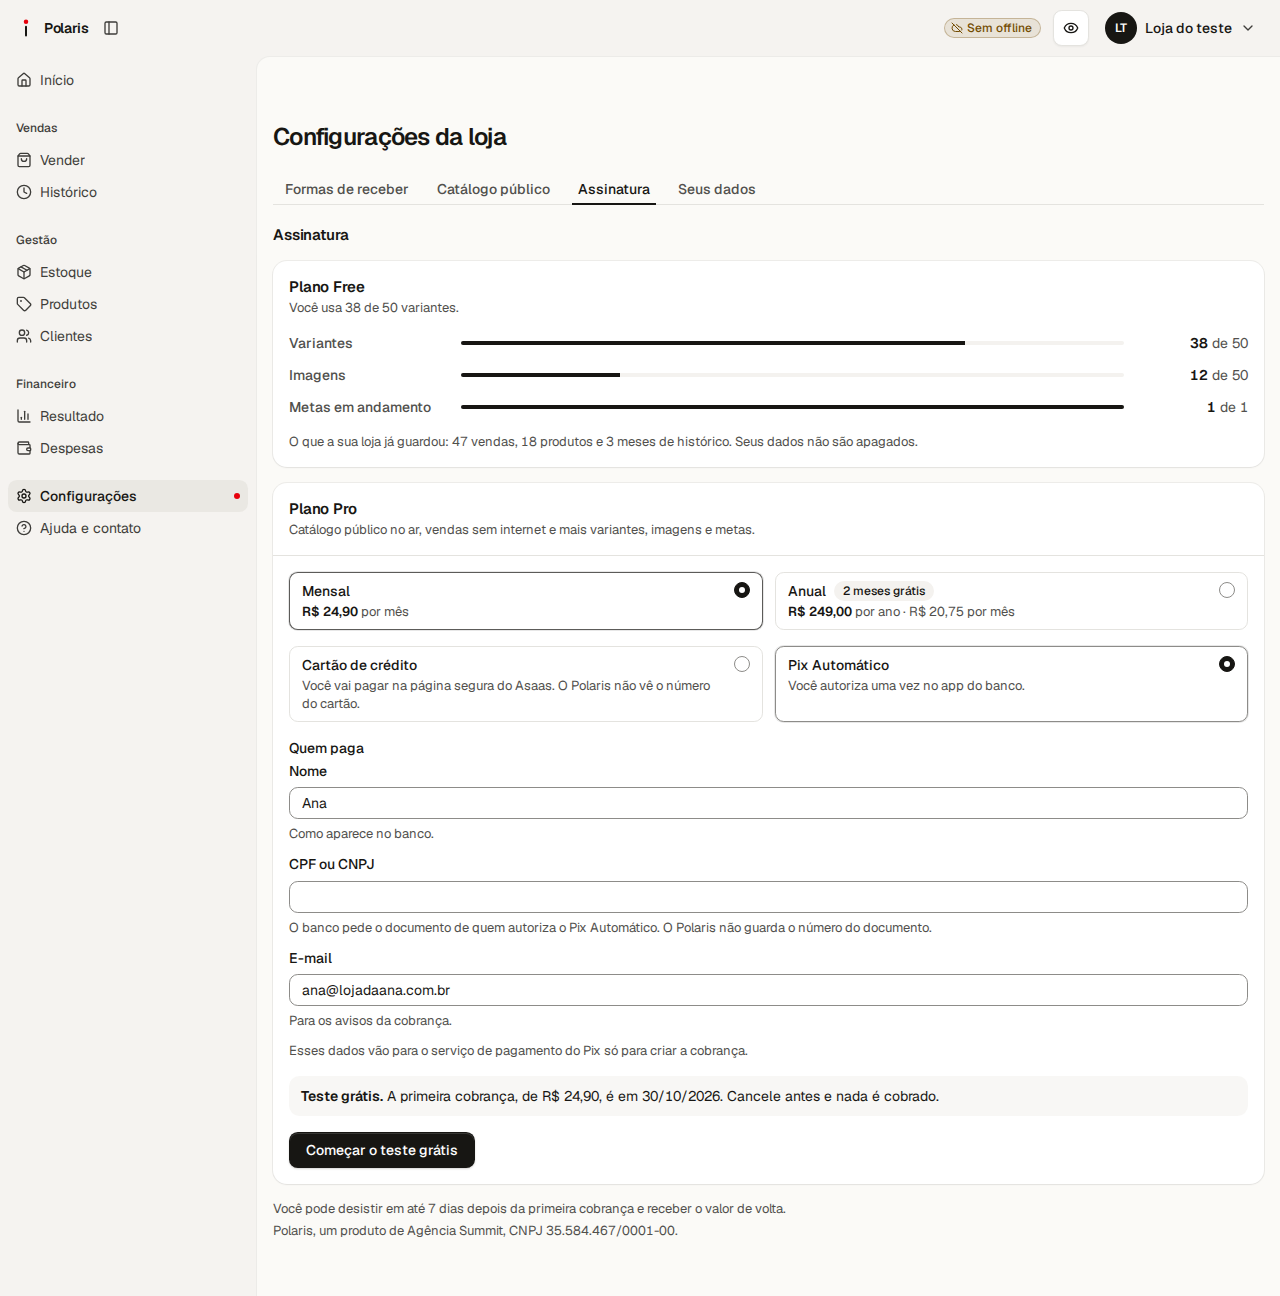 Polaris
Sem offline
LT
Loja do teste
Início
Vendas
Vender
Histórico
Gestão
Estoque
Produtos
Clientes
Financeiro
Resultado
Despesas
Configurações
Ajuda e contato
Configurações da loja
Formas de receber
Catálogo público
Assinatura
Seus dados
Assinatura
Plano Free
Você usa 38 de 50 variantes.
Variantes
38 de 50
Imagens
12 de 50
Metas em andamento
1 de 1
O que a sua loja já guardou: 47 vendas, 18 produtos e 3 meses de histórico. Seus dados não são apagados.
Plano Pro
Catálogo público no ar, vendas sem internet e mais variantes, imagens e metas.
Mensal
R$ 24,90 por mês
Anual
2 meses grátis
R$ 249,00 por ano · R$ 20,75 por mês
Cartão de crédito
Você vai pagar na página segura do Asaas. O Polaris não vê o número
do cartão.
Pix Automático
Você autoriza uma vez no app do banco.
Quem paga
Nome
Ana
Como aparece no banco.
CPF ou CNPJ
O banco pede o documento de quem autoriza o Pix Automático. O Polaris não guarda o número do documento.
E-mail
ana@lojadaana.com.br
Para os avisos da cobrança.
Esses dados vão para o serviço de pagamento do Pix só para criar a cobrança.
Teste grátis. A primeira cobrança, de R$ 24,90, é em 30/10/2026. Cancele antes e nada é cobrado.
Começar o teste grátis
Você pode desistir em até 7 dias depois da primeira cobrança e receber o valor de volta.
Polaris, um produto de Agência Summit, CNPJ 35.584.467/0001-00.